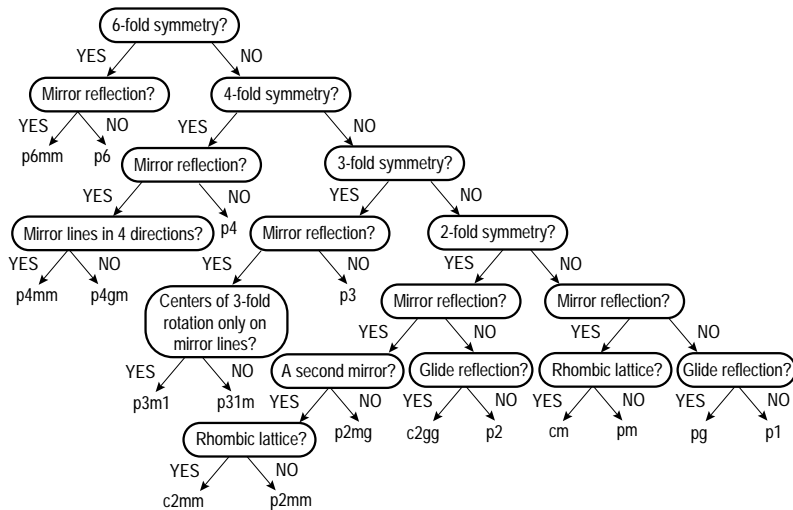 6-fold symmetry?
YES
NO
Mirror reflection?
4-fold symmetry?
YES
NO
YES
NO
p6mm
p6
Mirror reflection?
3-fold symmetry?
YES
NO
YES
NO
Mirror lines in 4 directions?
p4
Mirror reflection?
2-fold symmetry?
YES
NO
YES
NO
YES
NO
p4mm
p4gm
Centers of 3-fold
rotation only on
mirror lines?
p3
Mirror reflection?
Mirror reflection?
YES
NO
YES
NO
YES
NO
A second mirror?
Glide reflection?
Rhombic lattice?
Glide reflection?
p3m1
p31m
YES
NO
YES
NO
YES
NO
YES
NO
Rhombic lattice?
p2mg
c2gg
p2
cm
pm
pg
p1
YES
NO
c2mm
p2mm